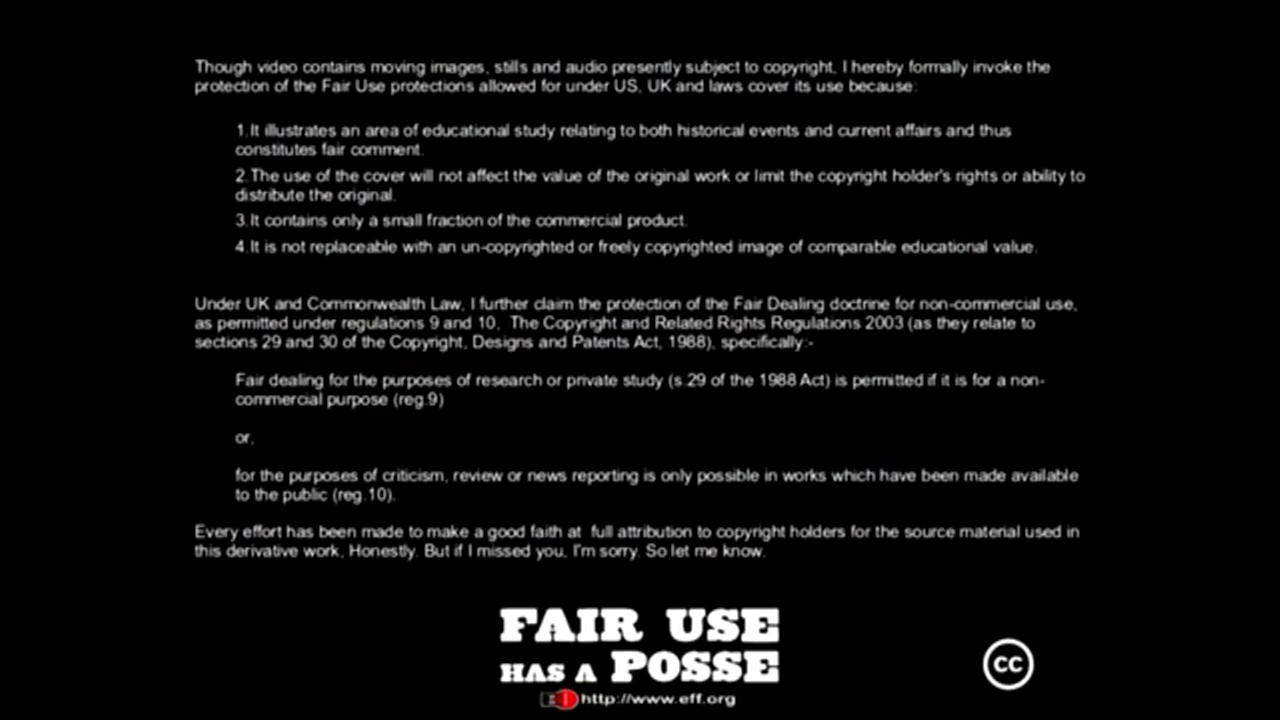 Though video contains moving images, stills and audio presently subject to copyright, I hereby formally invoke the
protection of the Fair Use protections allowed for under US, UK and laws cover its use because:
1.It illustrates an area of educational study relating to both historical events and current affairs and thus
constitutes fair comment.
2.The use of the cover will not affect the value of the original work or limit the copyright holder's rights or ability to
distribute the original.
3.It contains only a small fraction of the commercial product.
4.It is not replaceable with an un-copyrighted or freely copyrighted image of comparable educational value.
Under UK and Commonwealth Law, I further claim the protection of the Fair Dealing doctrine for non-commercial use,
as permitted under regulations 9 and 10,  The Copyright and Related Rights Regulations 2003 (as they relate to
sections 29 and 30 of the Copyright, Designs and Patents Act, 1988), specifically:-
Fair dealing for the purposes of research or private study (s.29 of the 1988 Act) is permitted if it is for a non-
commercial purpose (reg.9)
or,
for the purposes of criticism, review or news reporting is only possible in works which have been made available
to the public (reg.10).
Every effort has been made to make a good faith at  full attribution to copyright holders for the source material used in
this derivative work, Honestly. But if I missed you, I'm sorry. So let me know.
FAIR USE
HAS A POSSE
http://www.eff.org
cc